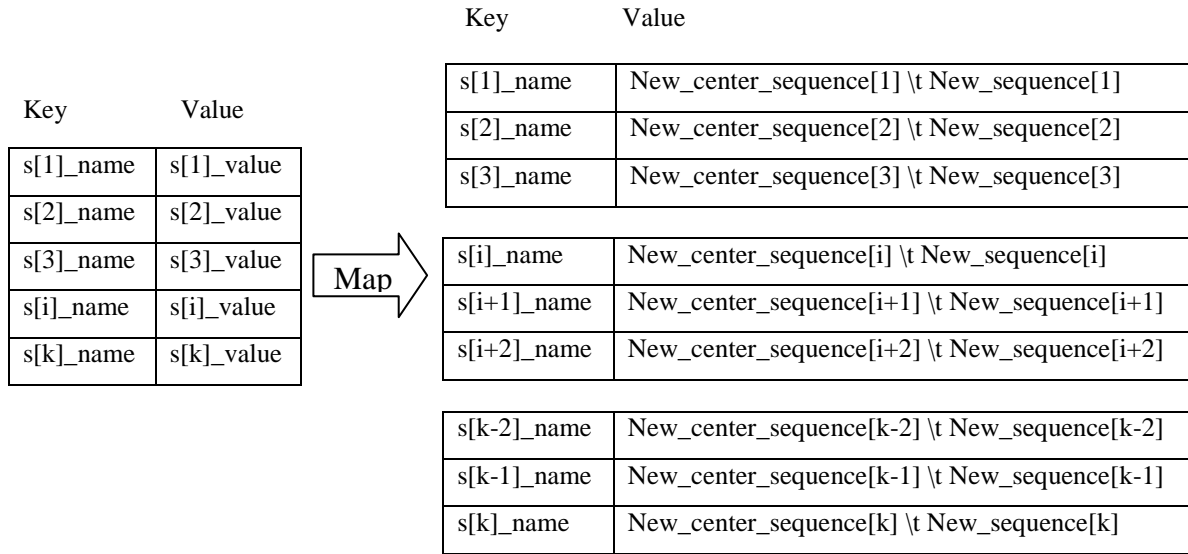 Key Value
s[1]_name s[1]_value
s[2]_name s[2]_value
s[3]_name s[3]_value
s[i]_name s[i]_value
s[k]_name s[k]_value
Map
Key Value
s[1]_name New_center_sequence[1] \t New_sequence[1]
s[2]_name New_center_sequence[2] \t New_sequence[2]
s[3]_name New_center_sequence[3] \t New_sequence[3]
s[i]_name New_center_sequence[i] \t New_sequence[i]
s[i+1]_name New_center_sequence[i+1] \t New_sequence[i+1]
s[i+2]_name New_center_sequence[i+2] \t New_sequence[i+2]
s[k-2]_name New_center_sequence[k-2] \t New_sequence[k-2]
s[k-1]_name New_center_sequence[k-1] \t New_sequence[k-1]
s[k]_name New_center_sequence[k] \t New_sequence[k]